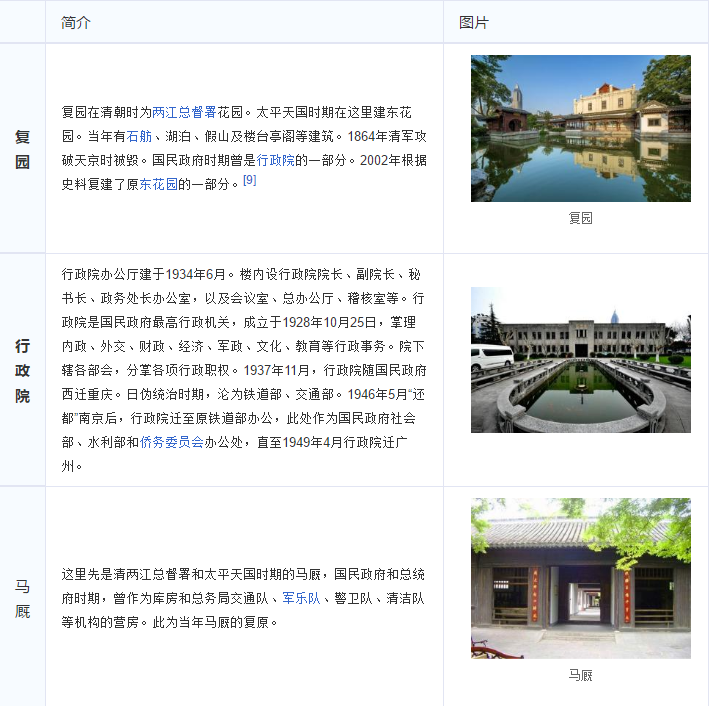 简介
图片
复
园
复园在清朝时为两江总督署花园。太平天国时期在这里建东花
园。当年有石舫、湖泊、假山及楼台亭阁等建筑。1864年清军攻
破天京时被毁。国民政府时期曾是行政院的一部分。2002年根据
史料复建了原东花园的一部分。[9]
复园
行
政
院
行政院办公厅建于1934年6月。楼内设行政院院长、副院长、秘
书长、政务处长办公室，以及会议室、总办公厅、稽核室等。行
政院是国民政府最高行政机关，成立于1928年10月25日，掌理
内政、外交、财政、经济、军政、文化、教育等行政事务。院下
辖各部会，分掌各项行政职权。1937年11月，行政院随国民政府
西迁重庆。日伪统治时期，沦为铁道部、交通部。1946年5月“还
都”南京后，行政院迁至原铁道部办公，此处作为国民政府社会
部、水利部和侨务委员会办公处，直至1949年4月行政院迁广
州。
马
厩
这里先是清两江总督署和太平天国时期的马厩，国民政府和总统
府时期，曾作为库房和总务局交通队、军乐队、警卫队、清洁队
等机构的营房。此为当年马厩的复原。
马厩